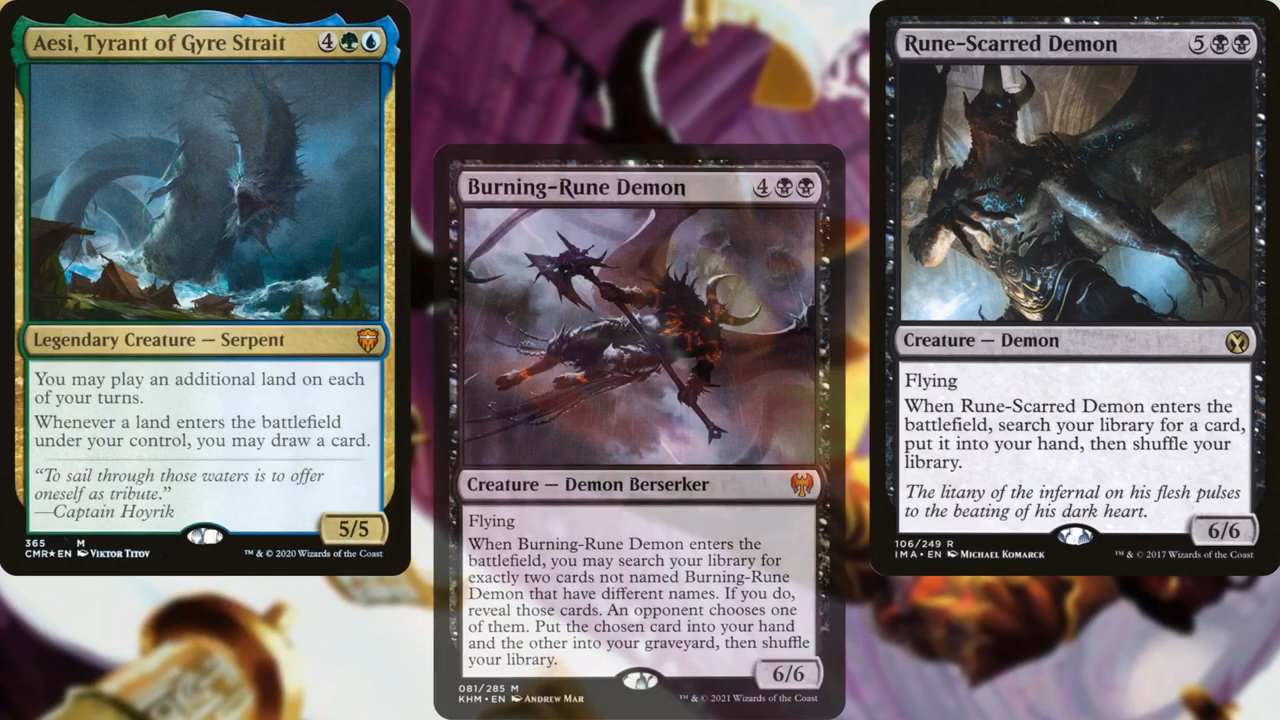 Aesi, Tyrant of Gyre Strait 4
Legendary Creature — Serpent
You may play an additional land on each
of your turns.
Whenever a land enters the battlefield
under your control, you may draw a card.
“To sail through those waters is to offer
oneself as tribute.”
—Captain Hoyrik
5/5
365 M
CMR★EN Viktor Titov
™ & © 2020 Wizards of the Coast
Burning-Rune Demon 4
Creature — Demon Berserker
Flying
When Burning-Rune Demon enters the
battlefield, you may search your library for
exactly two cards not named Burning-Rune
Demon that have different names. If you do,
reveal those cards. An opponent chooses one
of them. Put the chosen card into your hand
and the other into your graveyard, then shuffle
your library.
6/6
081/285 M
KHM • EN Andrew Mar
™ & © 2021 Wizards of the Coast
Rune-Scarred Demon 5
Creature — Demon
Flying
When Rune-Scarred Demon enters the
battlefield, search your library for a card,
put it into your hand, then shuffle your
library.
The litany of the infernal on his flesh pulses
to the beating of his dark heart.
6/6
106/249 R
IMA • EN Michael Komarck
™ & © 2017 Wizards of the Coast